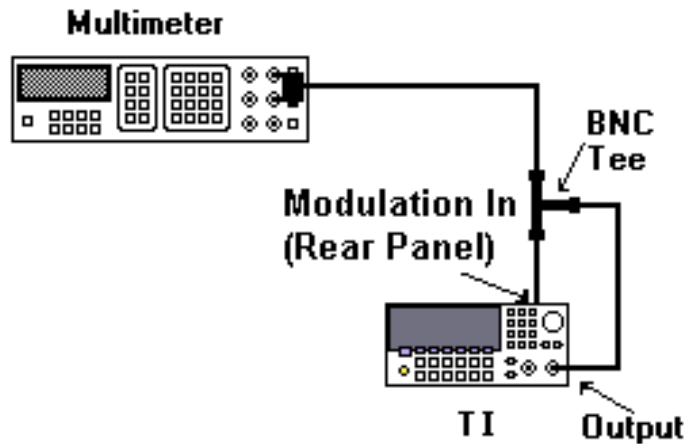 Multimeter
BNC
Tee
Modulation In
(Rear Panel)
TI
Output